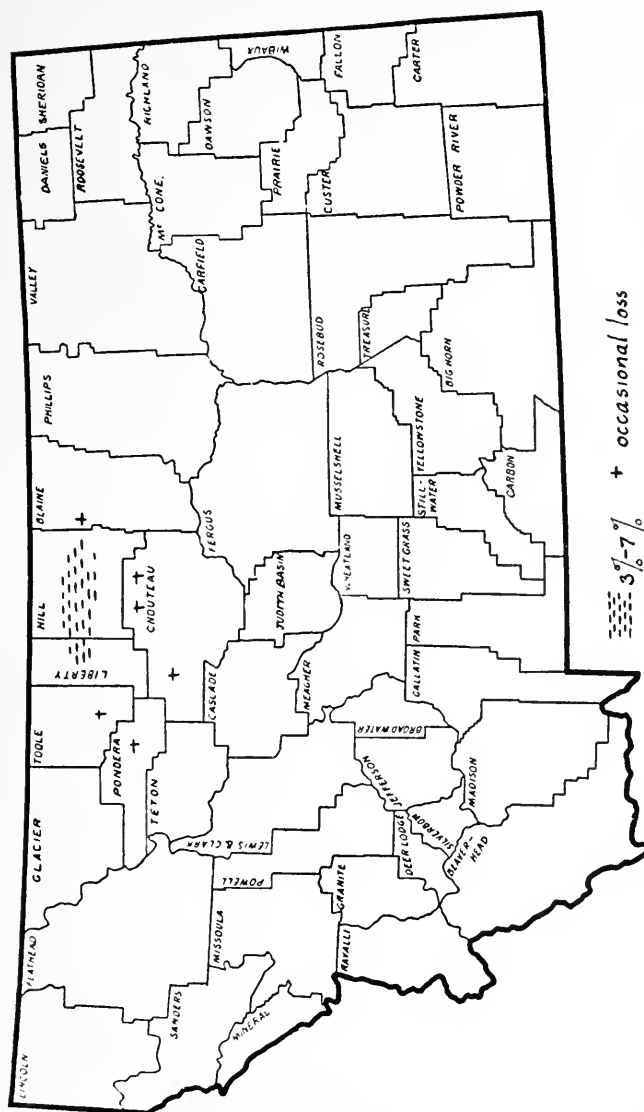 LINCOLN
FLATHEAD
GLACIER
TOOLE
LIBERTY
HILL
BLAINE
PHILLIPS
VALLEY
DANIELS
SHERIDAN
ROOSEVELT
SANDERS
PONDERA
TETON
CHOUTEAU
RICHLAND
MC CONE.
DAWSON
WIBAUX
MINERAL
MISSOULA
POWELL
LEWIS & CLARK
CASCADE
JUDITH BASIN
FERGUS
GARFIELD
PRAIRIE
FALLON
RAVALLI
GRANITE
DEER LODGE
JEFFERSON
BROADWATER
MEAGHER
WHEATLAND
MUSSELSHELL
ROSEBUD
TREASURE
CUSTER
CARTER
SILVERBOW
BEAVER-
HEAD
MADISON
GALLATIN
PARK
SWEET GRASS
STILL-
WATER
YELLOWSTONE
CARBON
BIG HORN
POWDER RIVER
3%-7%
+ occasional loss